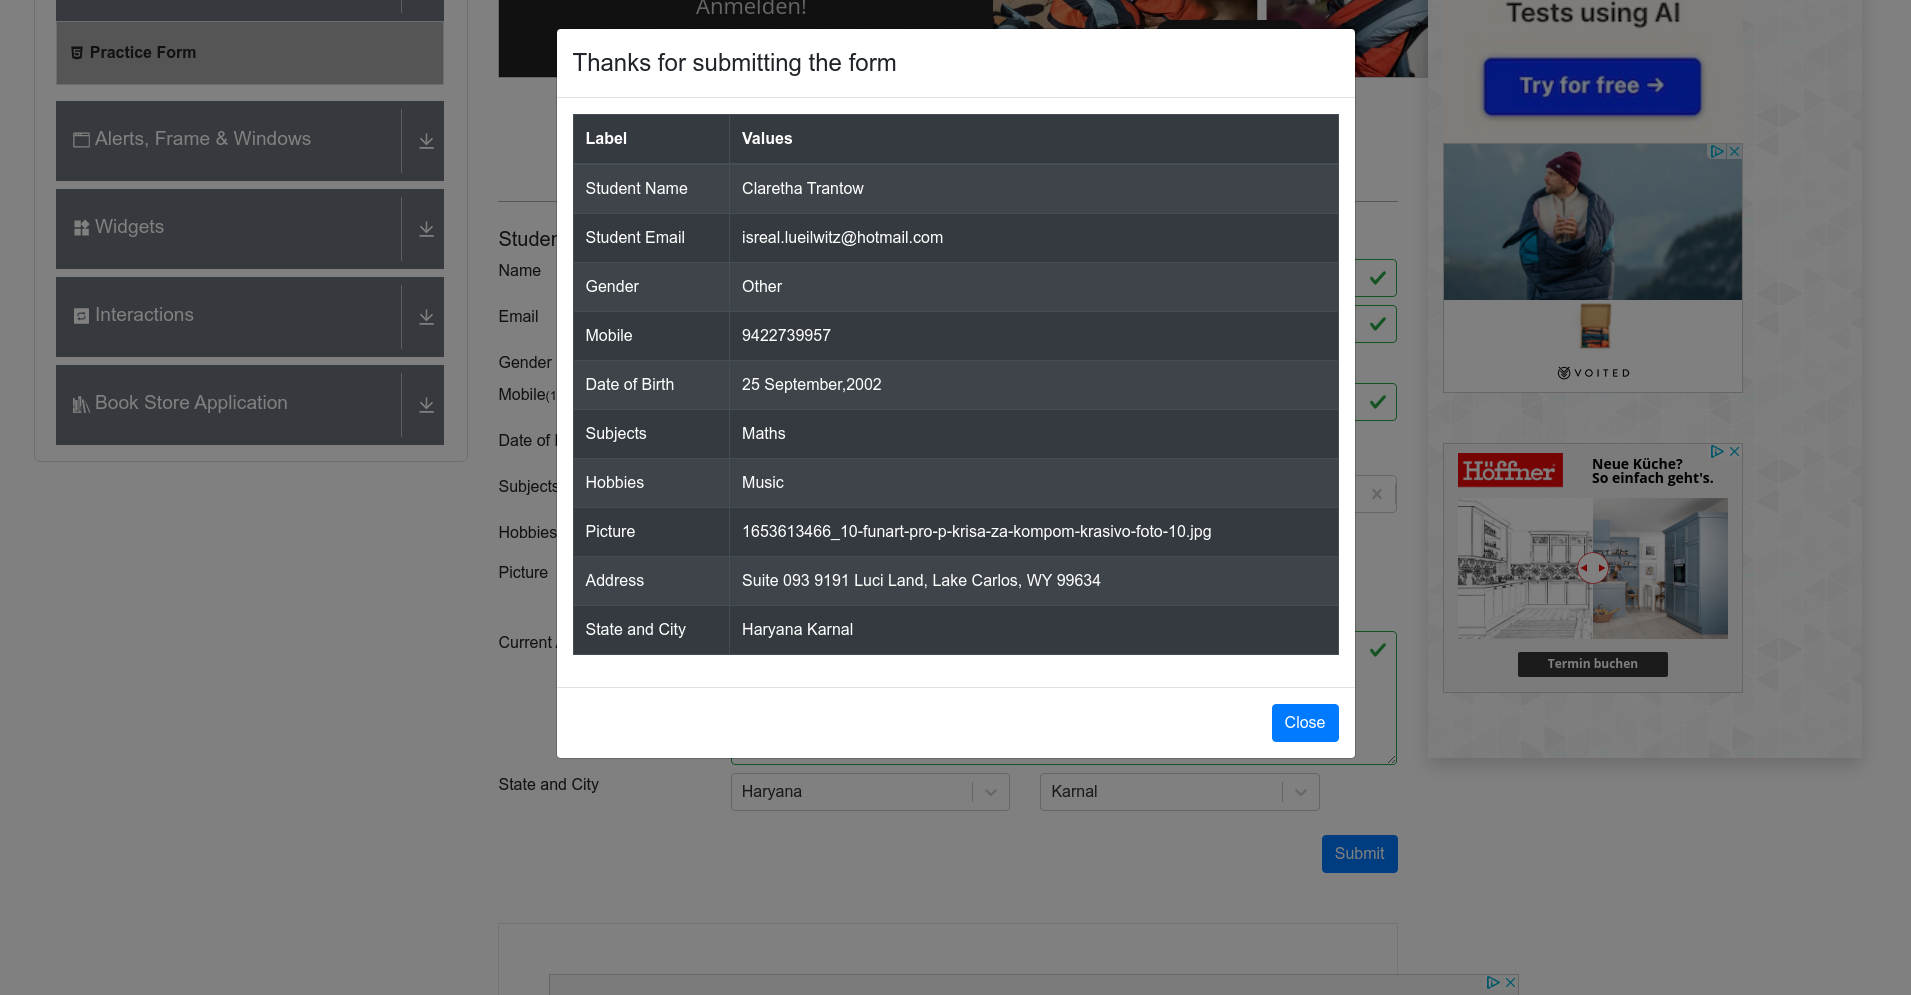 Anmelden!
Practice Form
Alerts, Frame & Windows
Widgets
Interactions
Book Store Application
Thanks for submitting the form
Label Values
Student Name Claretha Trantow
Student Email isreal.lueilwitz@hotmail.com
Gender Other
Mobile 9422739957
Date of Birth 25 September,2002
Subjects Maths
Hobbies Music
Picture 1653613466_10-funart-pro-p-krisa-za-kompom-krasivo-foto-10.jpg
Address Suite 093 9191 Luci Land, Lake Carlos, WY 99634
State and City Haryana Karnal
Close
Name
Email
Gender
Mobile(1
Date of
Subjects
Hobbies
Picture
Current
State and City
Haryana
Karnal
Submit
Tests using AI
Try for free →
VOITED
Höffner
Neue Küche?
So einfach geht's.
Termin buchen